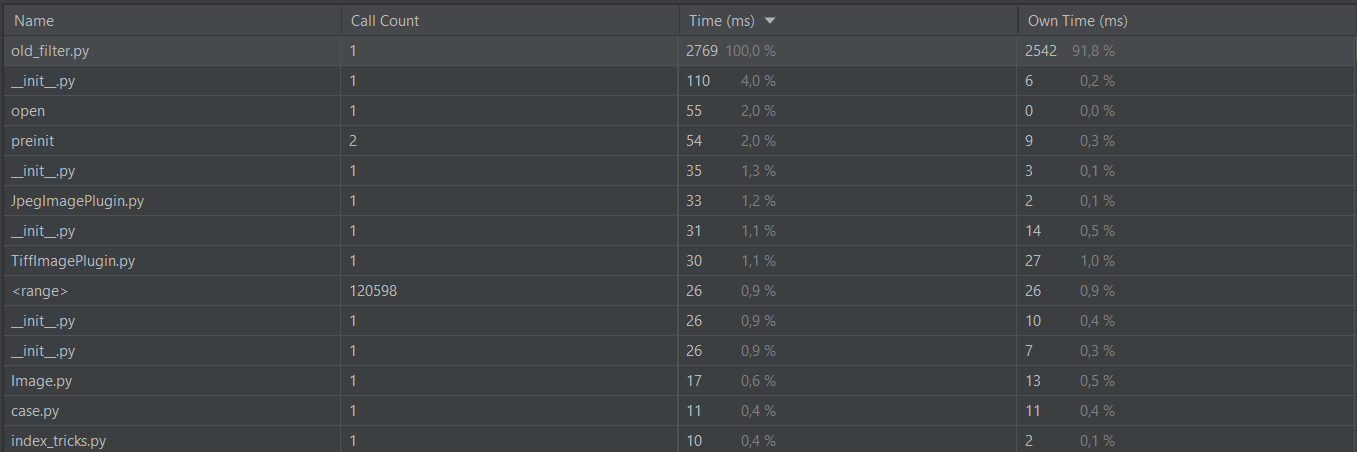 Name Call Count Time (ms) Own Time (ms)
old_filter.py 1 2769 100,0 % 2542 91,8 %
__init__.py 1 110 4,0 % 6 0,2 %
open 1 55 2,0 % 0 0,0 %
preinit 2 54 2,0 % 9 0,3 %
__init__.py 1 35 1,3 % 3 0,1 %
JpegImagePlugin.py 1 33 1,2 % 2 0,1 %
__init__.py 1 31 1,1 % 14 0,5 %
TiffImagePlugin.py 1 30 1,1 % 27 1,0 %
<range> 120598 26 0,9 % 26 0,9 %
__init__.py 1 26 0,9 % 10 0,4 %
__init__.py 1 26 0,9 % 7 0,3 %
Image.py 1 17 0,6 % 13 0,5 %
case.py 1 11 0,4 % 11 0,4 %
index_tricks.py 1 10 0,4 % 2 0,1 %